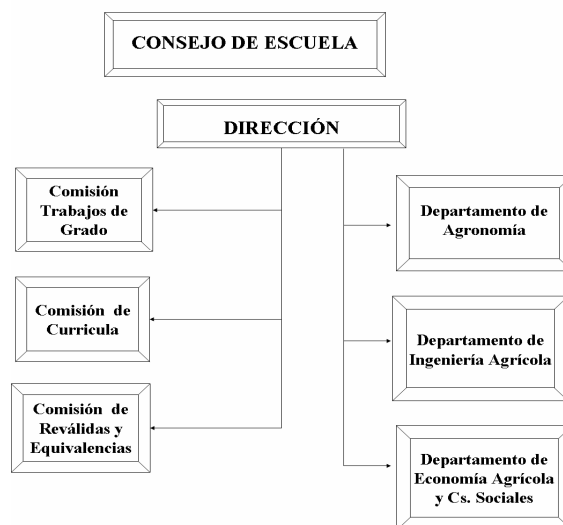 CONSEJO DE ESCUELA
DIRECCIÓN
Comisión
Trabajos de
Grado
Comisión de
Curricula
Comisión de
Reválidas y
Equivalencias
Departamento de
Agronomía
Departamento de
Ingeniería Agrícola
Departamento de
Economía Agrícola
y Cs. Sociales